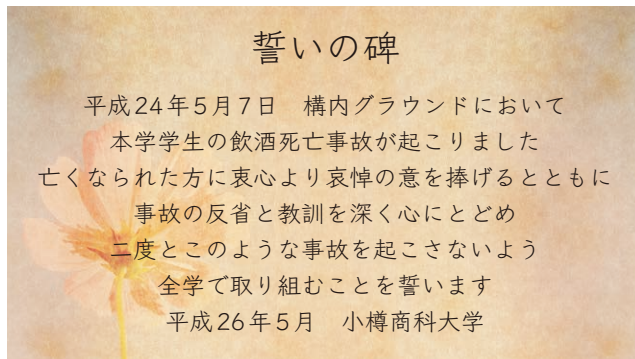 誓いの碑
平成24年5月7日　構内グラウンドにおいて
本学学生の飲酒死亡事故が起こりました
亡くなられた方に衷心より哀悼の意を捧げるとともに
事故の反省と教訓を深く心にとどめ
二度とこのような事故を起こさないよう
全学で取り組むことを誓います
平成26年5月　小樽商科大学